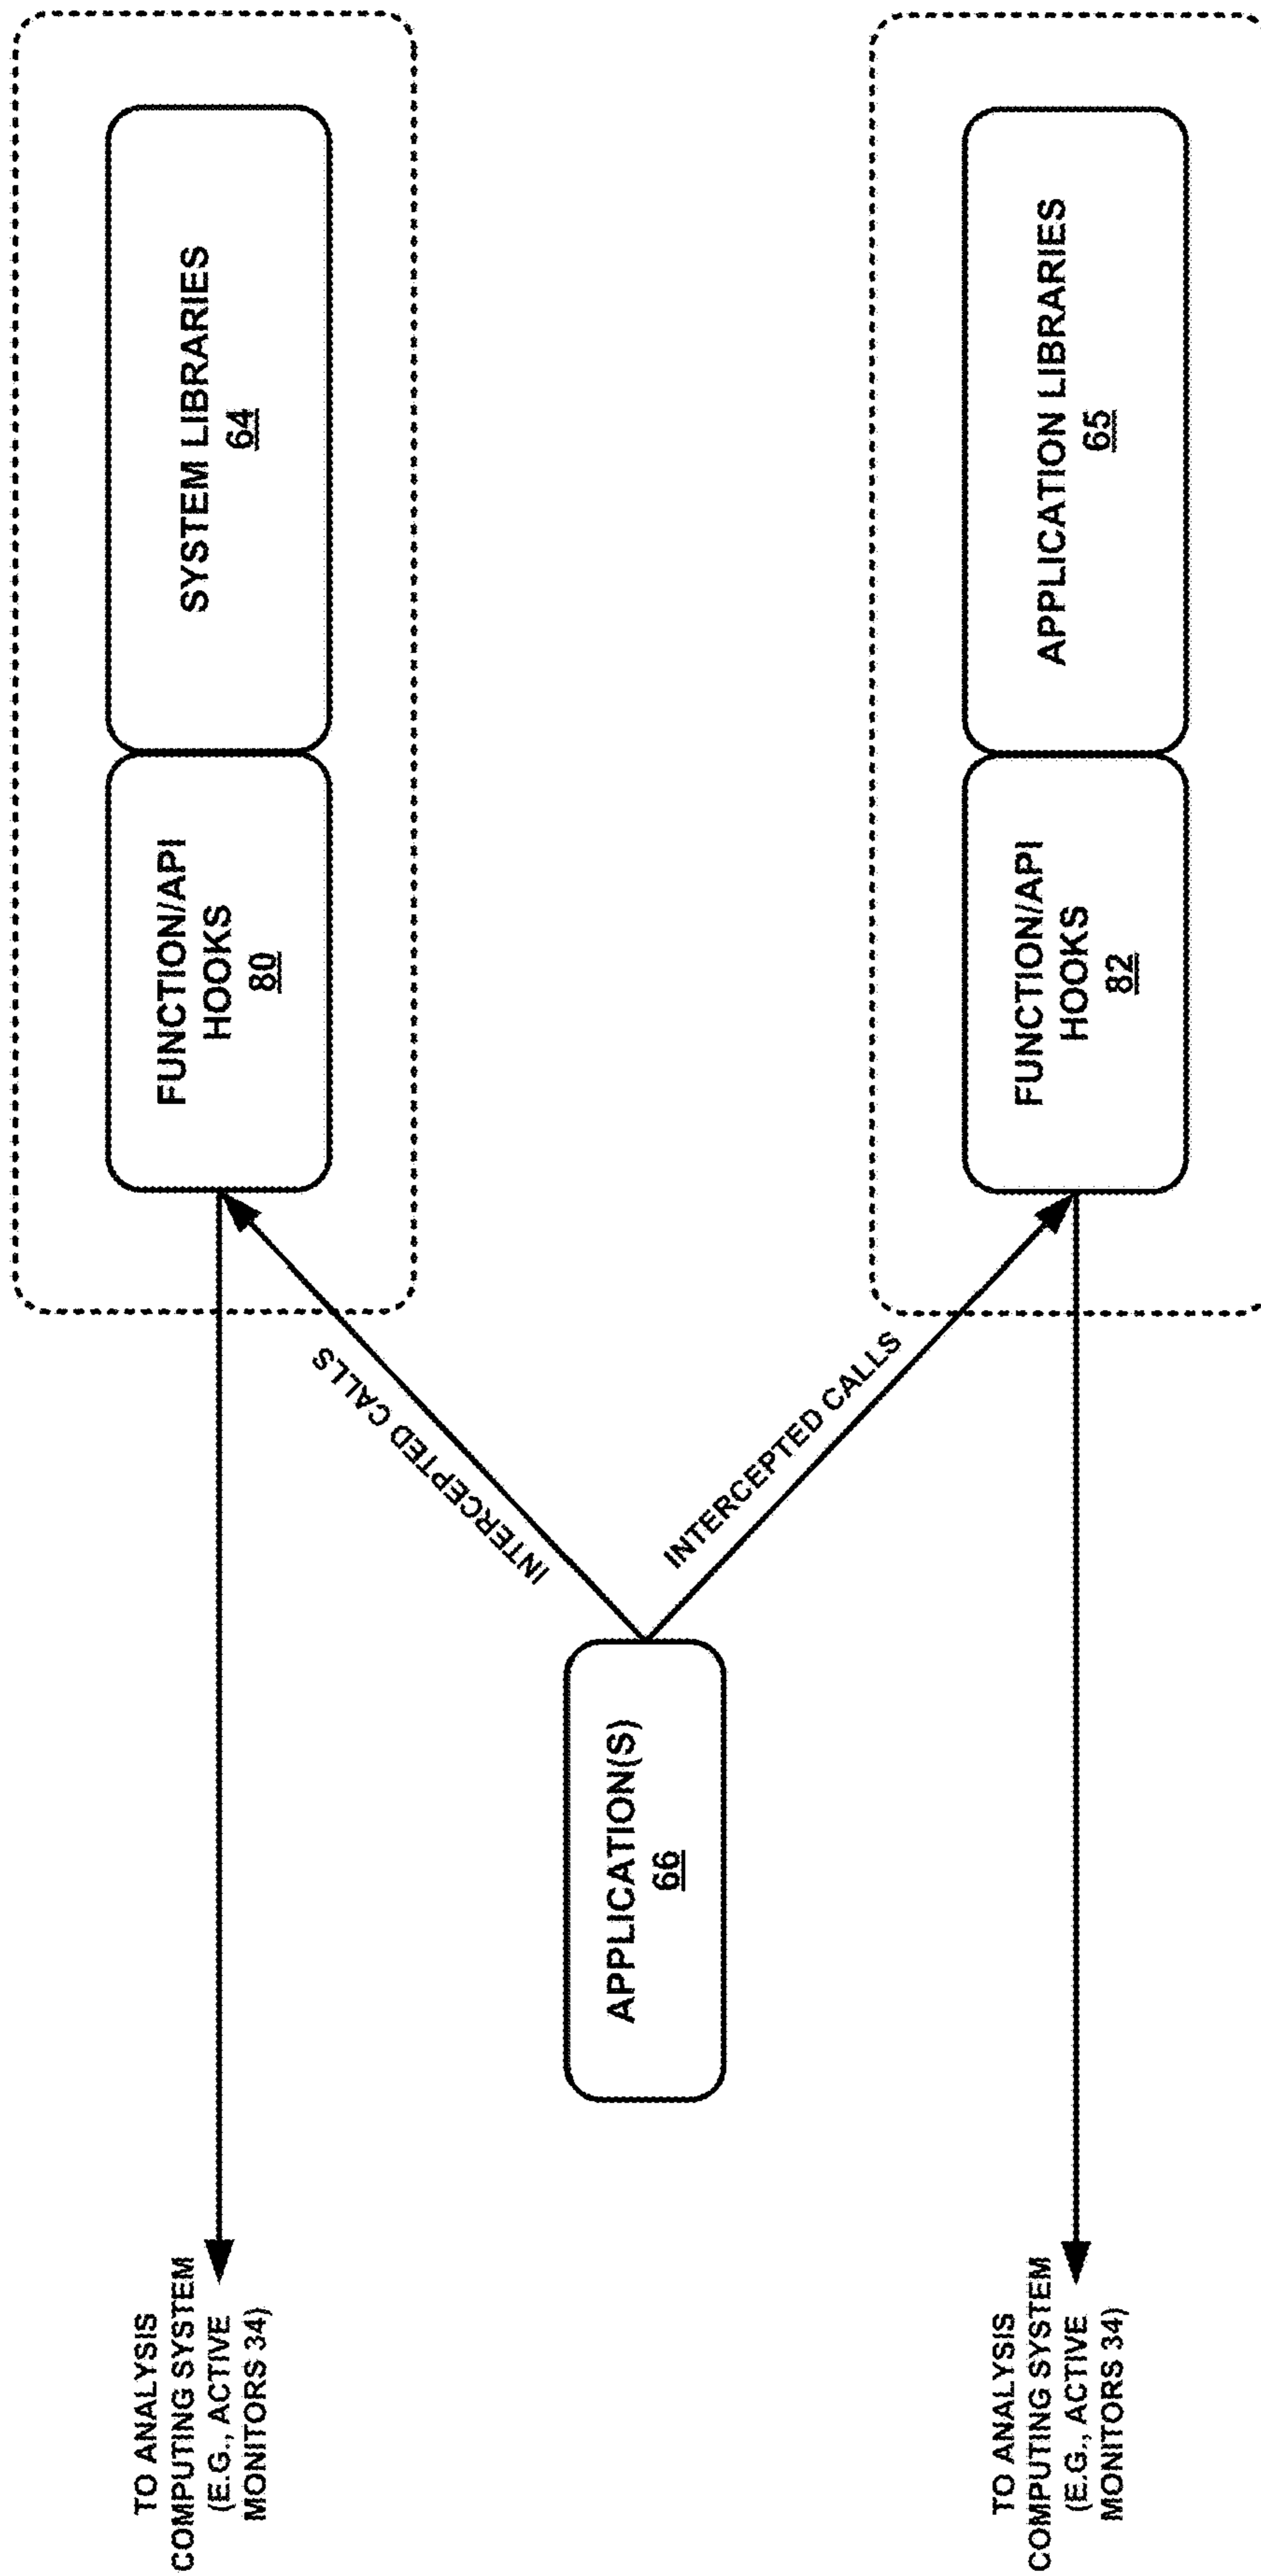 TO ANALYSIS
COMPUTING SYSTEM
(E.G., ACTIVE
MONITORS 34)
FUNCTION/API
HOOKS
80
SYSTEM LIBRARIES
64
INTERCEPTED CALLS
APPLICATION(S)
66
INTERCEPTED CALLS
TO ANALYSIS
COMPUTING SYSTEM
(E.G., ACTIVE
MONITORS 34)
FUNCTION/API
HOOKS
82
APPLICATION LIBRARIES
65